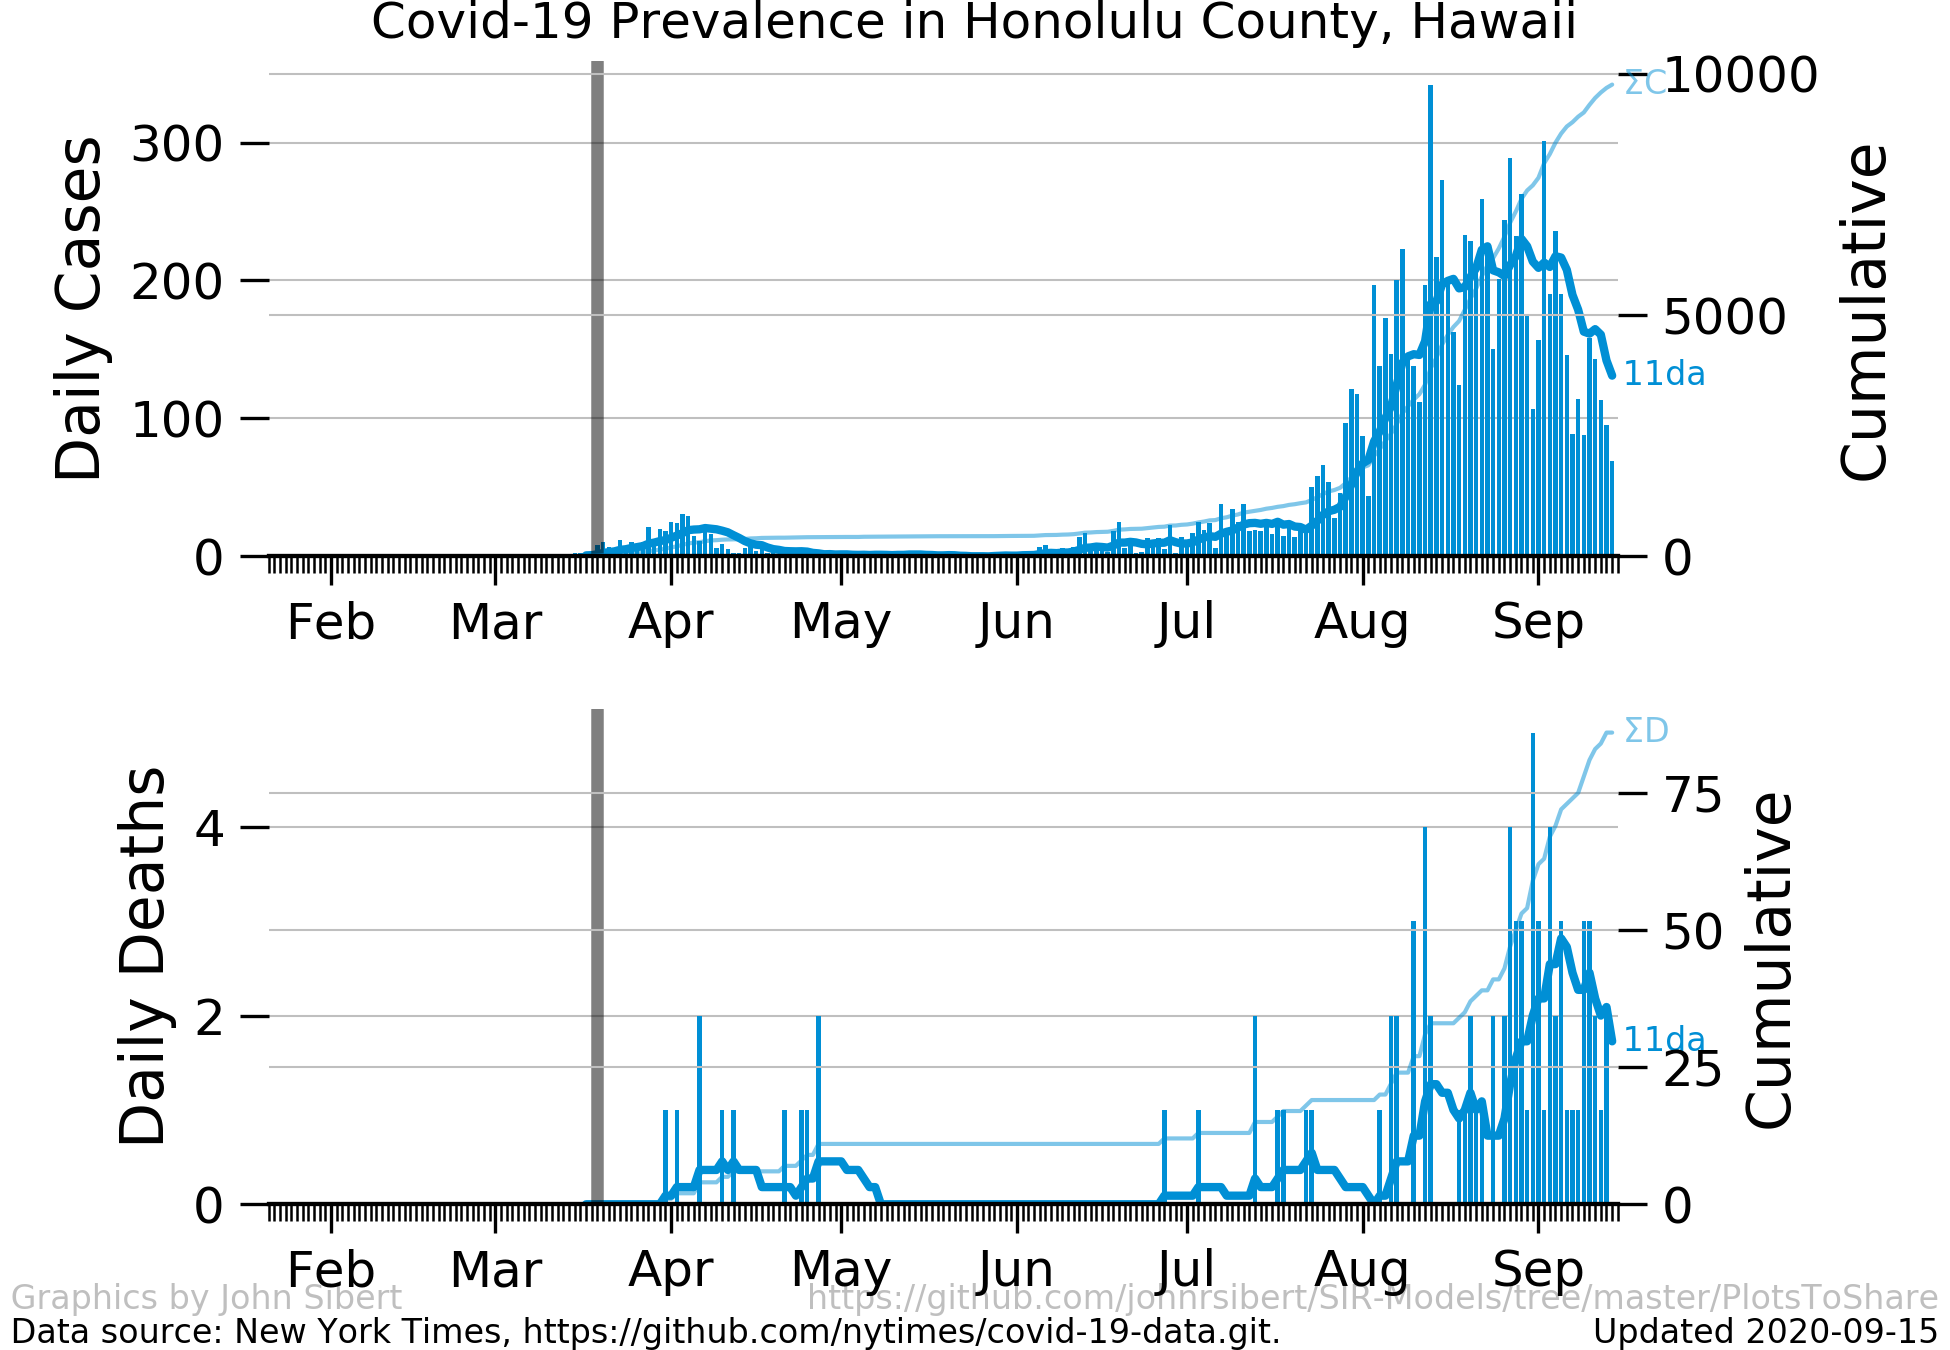 Covid-19 Prevalence in Honolulu County, Hawaii
Daily Cases
300
200
100
0
10000
5000
0
Cumulative
ΣC
11da
Feb Mar Apr May Jun Jul Aug Sep
Daily Deaths
4
2
0
75
50
25
0
Cumulative
ΣD
11da
Feb Mar Apr May Jun Jul Aug Sep
Graphics by John Sibert https://github.com/johnrsibert/SIR-Models/tree/master/PlotsToShare
Data source: New York Times, https://github.com/nytimes/covid-19-data.git. Updated 2020-09-15